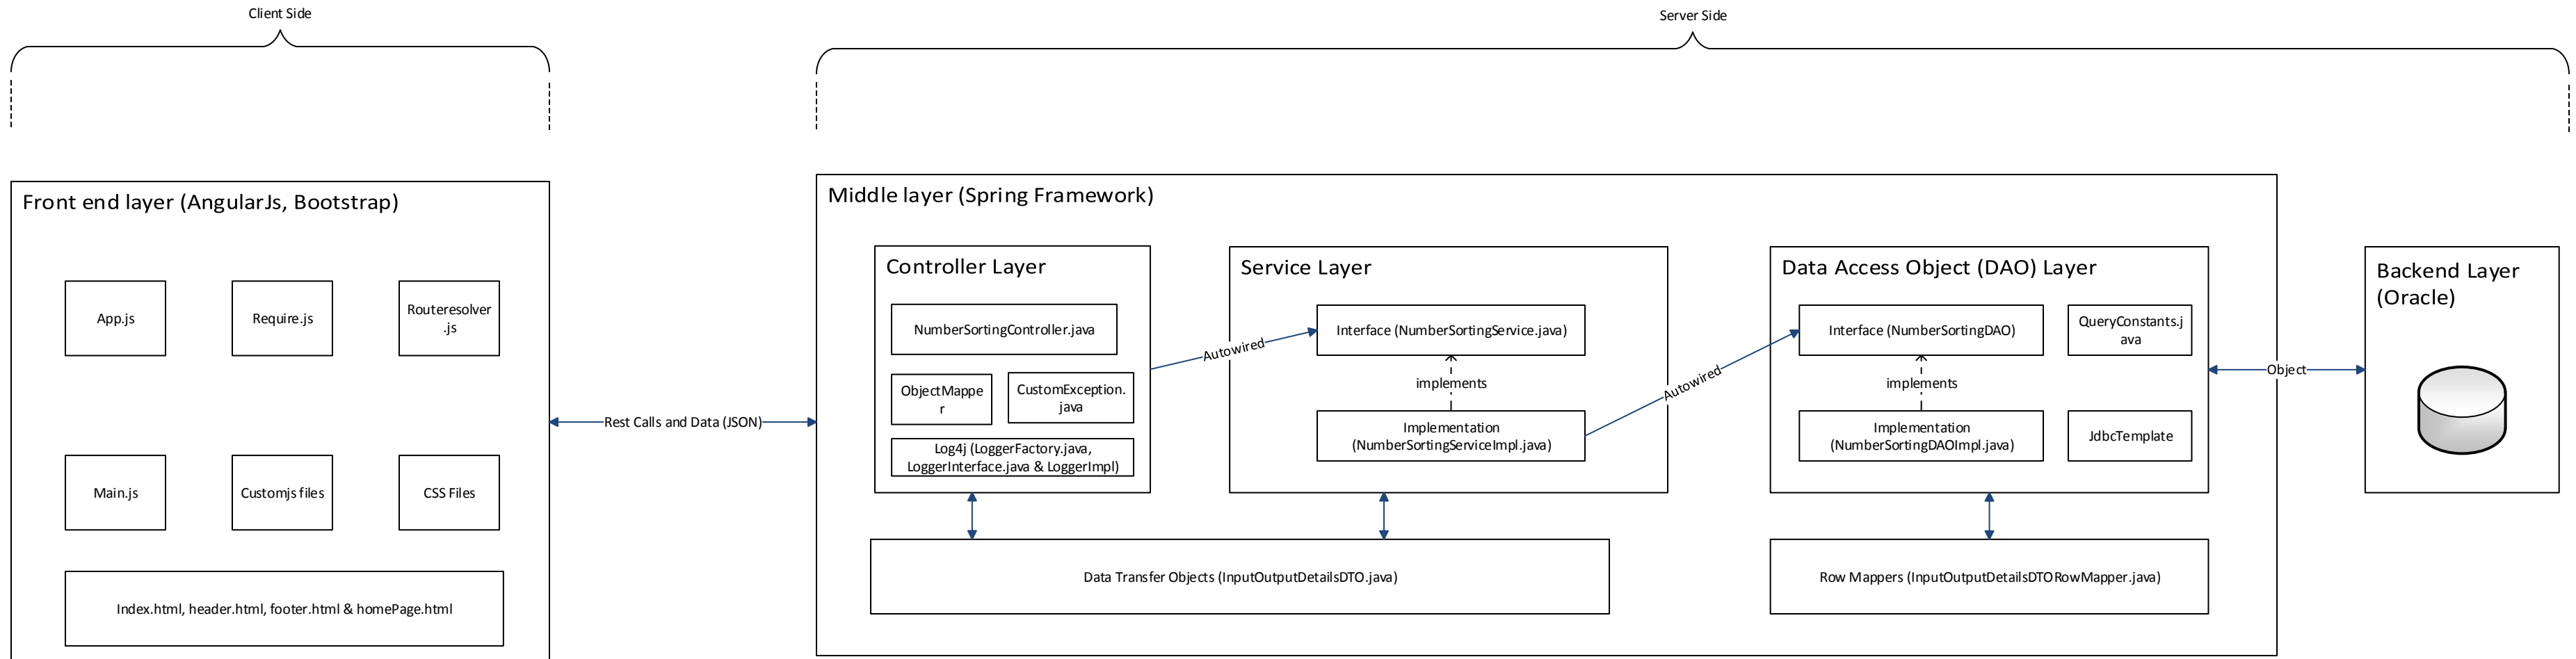 Client Side
Server Side
Front end layer (AngularJs, Bootstrap)
App.js
Require.js
Routeresolver
.js
Main.js
Customjs files
CSS Files
Index.html, header.html, footer.html & homePage.html
Rest Calls and Data (JSON)
Middle layer (Spring Framework)
Controller Layer
NumberSortingController.java
ObjectMappe
r
CustomException.
java
Log4j (LoggerFactory.java,
LoggerInterface.java & LoggerImpl)
Autowired
Service Layer
Interface (NumberSortingService.java)
implements
Implementation
(NumberSortingServiceImpl.java)
Autowired
Data Access Object (DAO) Layer
Interface (NumberSortingDAO)
QueryConstants.j
ava
implements
Implementation
(NumberSortingDAOImpl.java)
JdbcTemplate
Data Transfer Objects (InputOutputDetailsDTO.java)
Row Mappers (InputOutputDetailsDTORowMapper.java)
Object
Backend Layer
(Oracle)